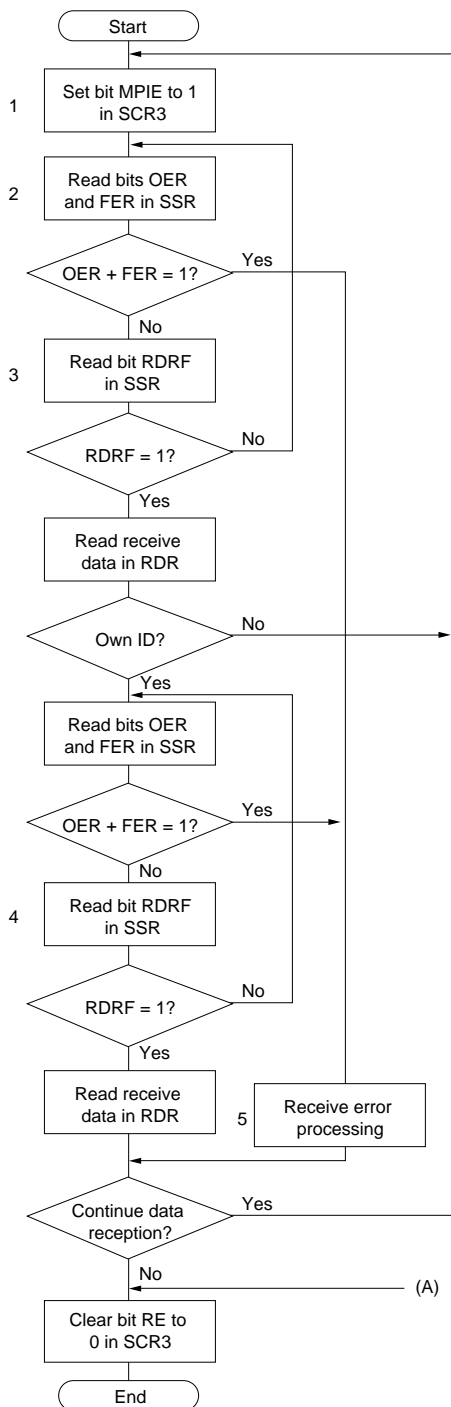 Start
1
Set bit MPIE to 1
in SCR3
2
Read bits OER
and FER in SSR
OER + FER = 1?
Yes
No
3
Read bit RDRF
in SSR
RDRF = 1?
No
Yes
Read receive
data in RDR
Own ID?
No
Yes
Read bits OER
and FER in SSR
OER + FER = 1?
Yes
No
4
Read bit RDRF
in SSR
RDRF = 1?
No
Yes
Read receive
data in RDR
5
Receive error
processing
Continue data
reception?
Yes
No
(A)
Clear bit RE to
0 in SCR3
End